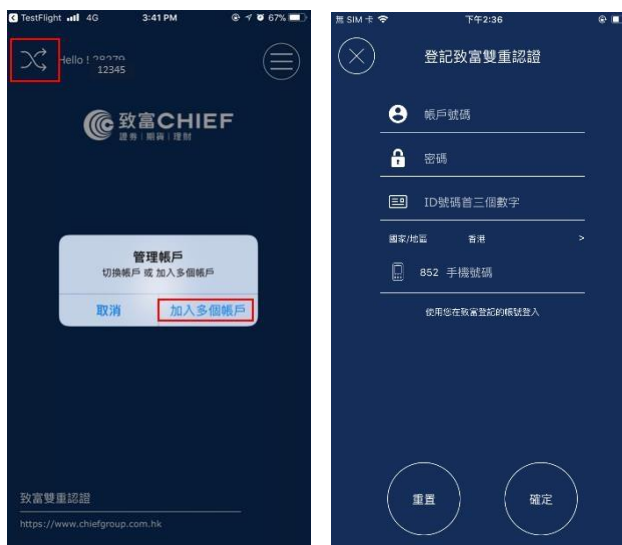 TestFlight 4G 3:41 PM 67%
Hello !
12345
致富CHIEF
證券 | 期貨 | 理財
管理帳戶
切換帳戶 或 加入多個帳戶
取消 加入多個帳戶
致富雙重認證
https://www.chiefgroup.com.hk
無 SIM 卡 下午2:36
登記致富雙重認證
帳戶號碼
密碼
ID號碼首三個數字
國家/地區 香港 >
852 手機號碼
使用您在致富登記的帳號登入
重置 確定